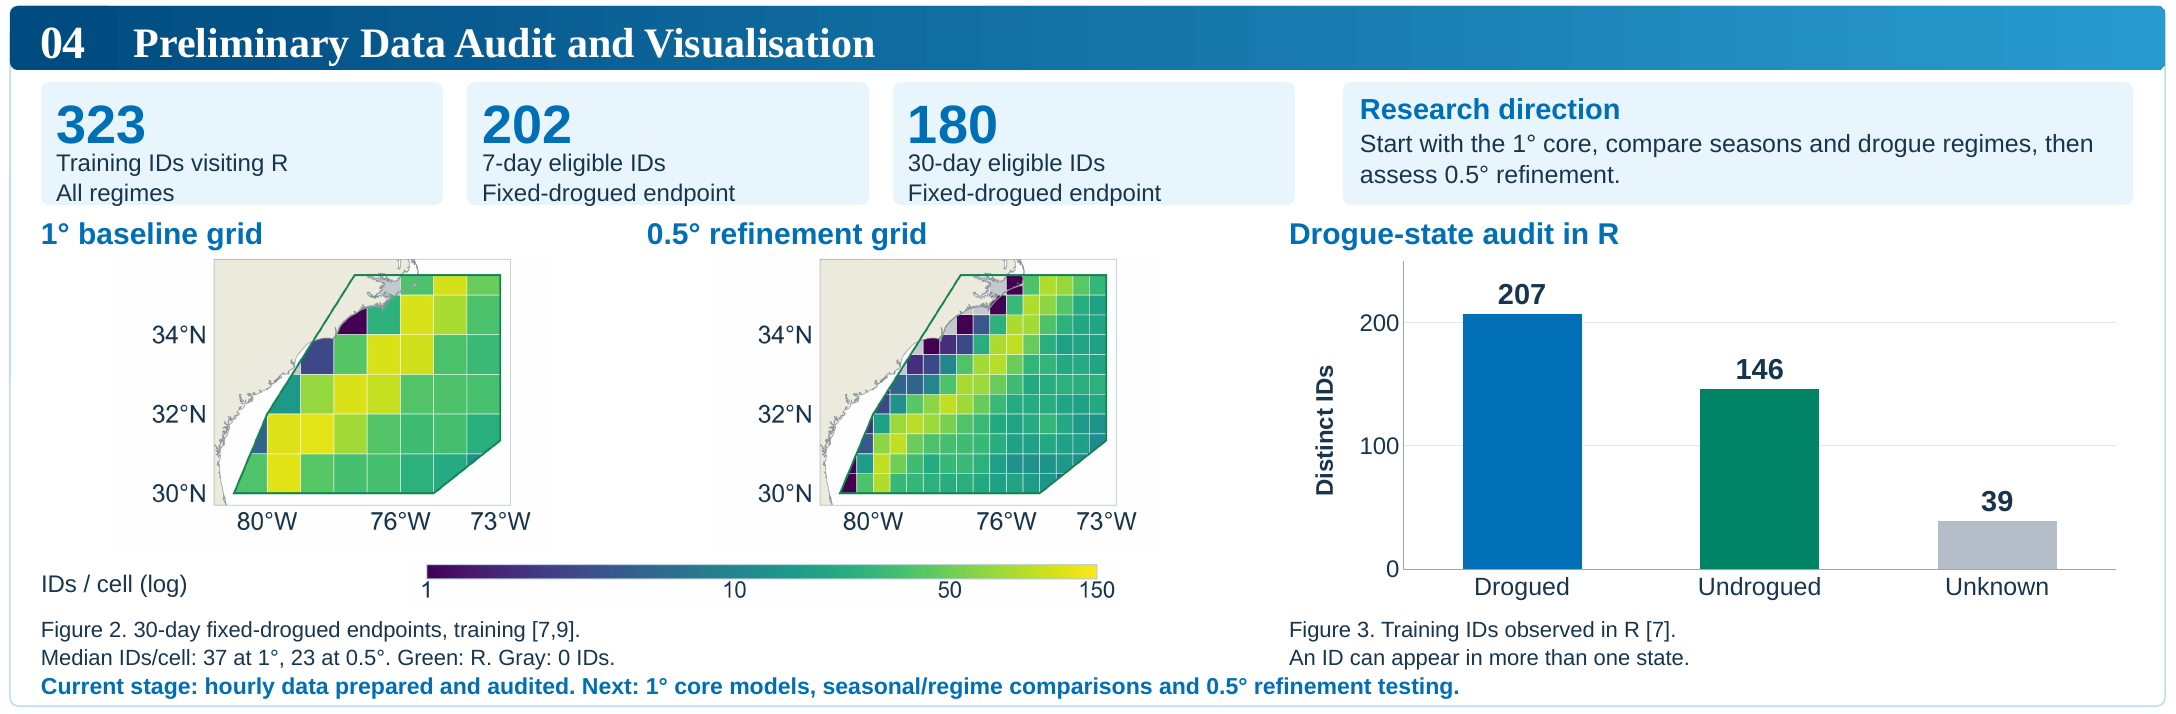 04 Preliminary Data Audit and Visualisation
323
Training IDs visiting R
All regimes
202
7-day eligible IDs
Fixed-drogued endpoint
180
30-day eligible IDs
Fixed-drogued endpoint
Research direction
Start with the 1° core, compare seasons and drogue regimes, then
assess 0.5° refinement.
1° baseline grid
34°N
32°N
30°N
80°W 76°W 73°W
0.5° refinement grid
34°N
32°N
30°N
80°W 76°W 73°W
IDs / cell (log)
1 10 50 150
Figure 2. 30-day fixed-drogued endpoints, training [7,9].
Median IDs/cell: 37 at 1°, 23 at 0.5°. Green: R. Gray: 0 IDs.
Drogue-state audit in R
Distinct IDs
200
100
0
207
146
39
Drogued Undrogued Unknown
Figure 3. Training IDs observed in R [7].
An ID can appear in more than one state.
Current stage: hourly data prepared and audited. Next: 1° core models, seasonal/regime comparisons and 0.5° refinement testing.